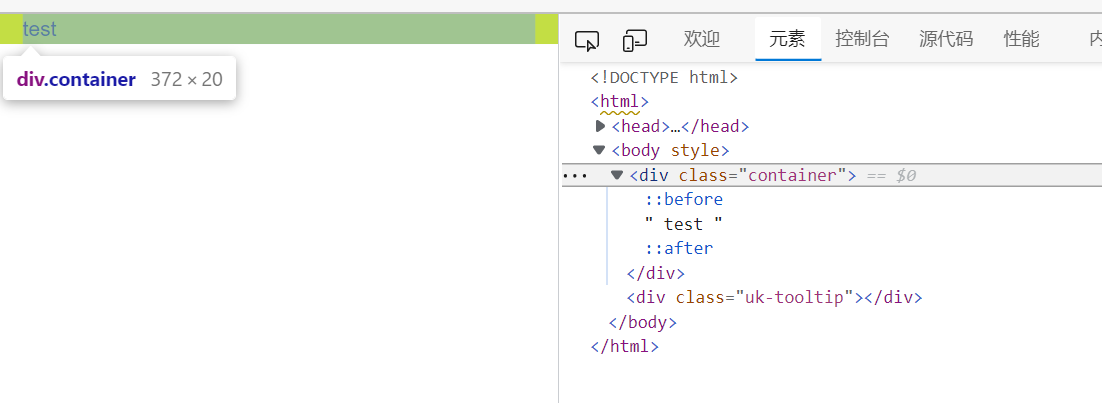 test
div.container 372 × 20
欢迎 元素 控制台 源代码 性能
<!DOCTYPE html>
<html>
<head>…</head>
<body style>
··· <div class="container"> == $0
::before
" test "
::after
</div>
<div class="uk-tooltip"></div>
</body>
</html>